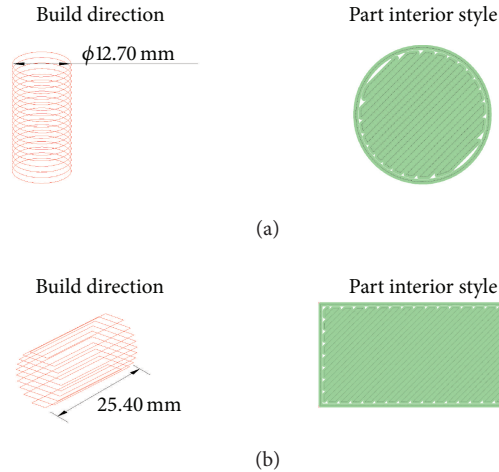 Build direction
Part interior style
ϕ12.70 mm
(a)
Build direction
Part interior style
25.40 mm
(b)